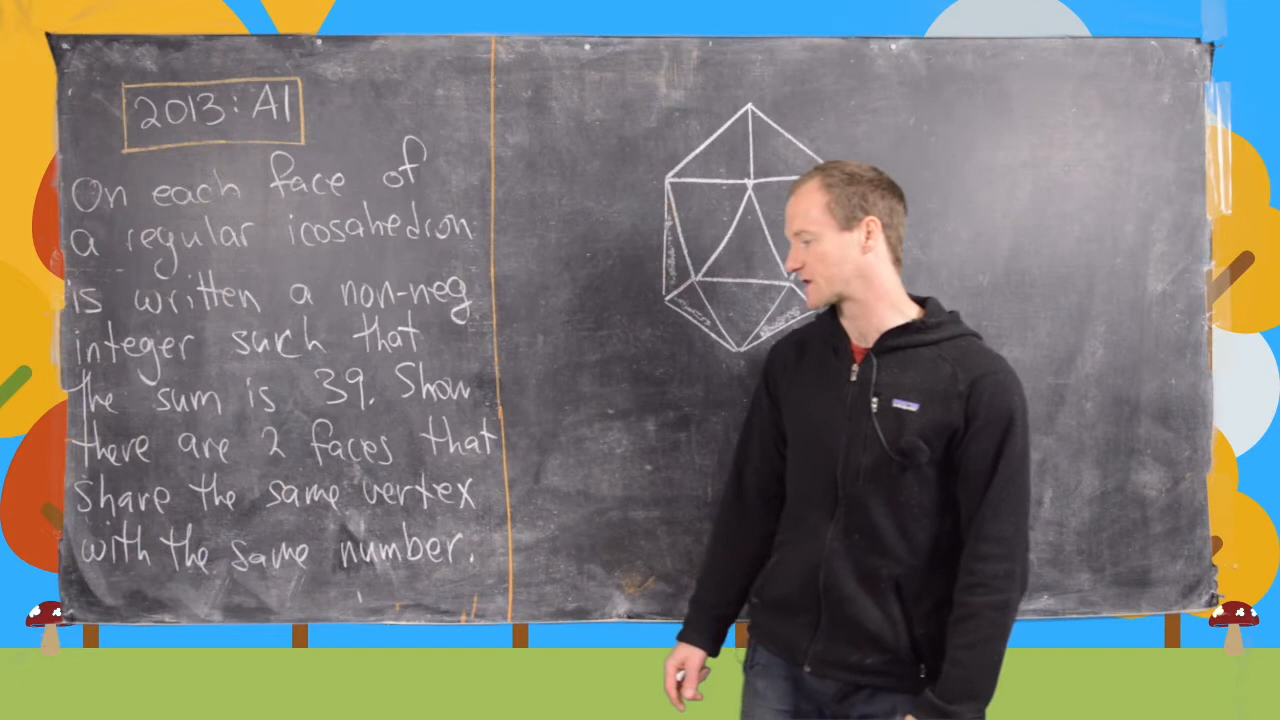 2013: A1
On each face of
a regular icosahedron
is written a non-neg
integer such that
the sum is 39. Show
there are 2 faces that
share the same vertex
with the same number.